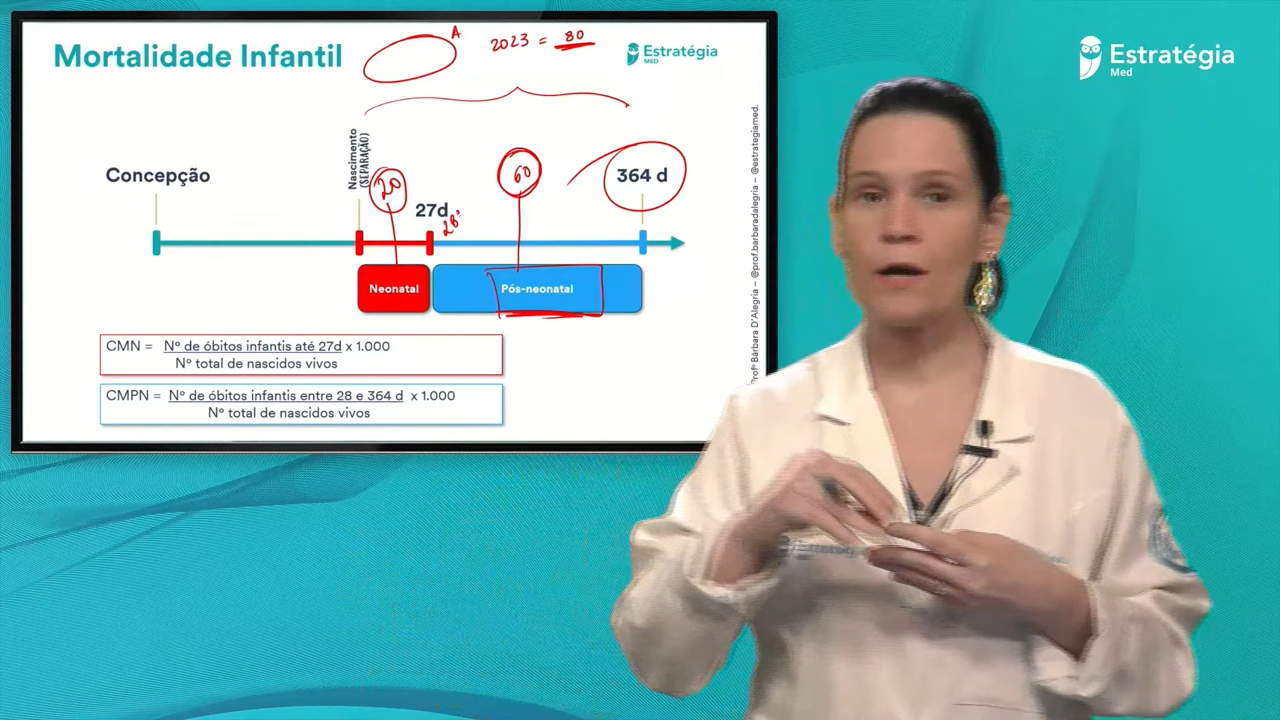 Mortalidade Infantil
A
2023 = 80
Estratégia
MED
Estratégia
Med
Concepção
Nascimento
(SEPARAÇÃO)
20
27d
28º
60
364 d
Neonatal
Pós-neonatal
CMN = Nº de óbitos infantis até 27d x 1.000
Nº total de nascidos vivos
CMPN = Nº de óbitos infantis entre 28 e 364 d x 1.000
Nº total de nascidos vivos
Profª Bárbara D'Alegria – @prof.barbaradalegria – @estrategiamed.